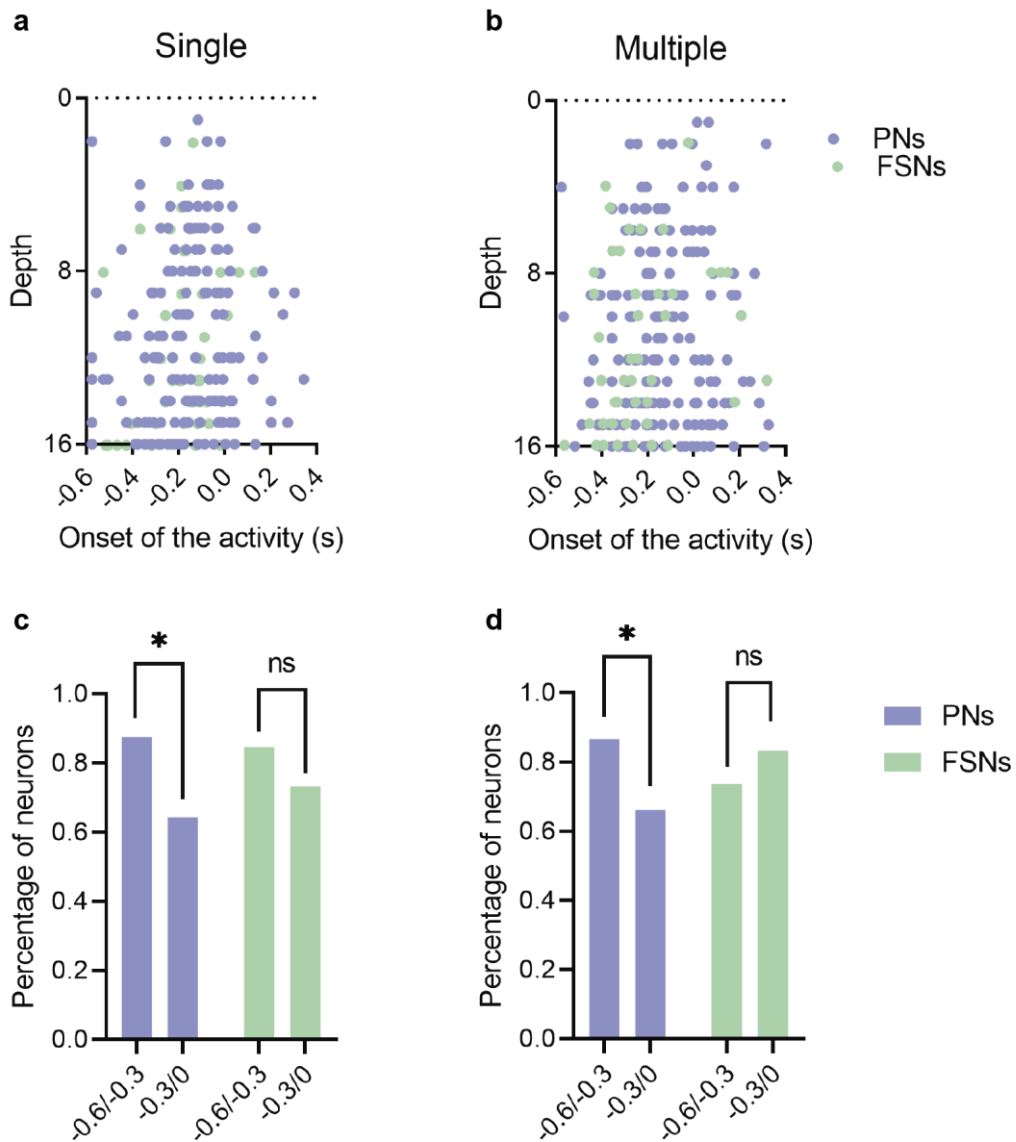 a
Single
0
8
16
Depth
-0.6
-0.4
-0.2
0.0
0.2
0.4
Onset of the activity (s)
b
Multiple
0
8
16
Depth
-0.6
-0.4
-0.2
0.0
0.2
0.4
Onset of the activity (s)
PNs
FSNs
c
*
ns
1.0
0.8
0.6
0.4
0.2
0.0
Percentage of neurons
-0.6/-0.3
-0.3/0
-0.6/-0.3
-0.3/0
d
*
ns
1.0
0.8
0.6
0.4
0.2
0.0
Percentage of neurons
-0.6/-0.3
-0.3/0
-0.6/-0.3
-0.3/0
PNs
FSNs